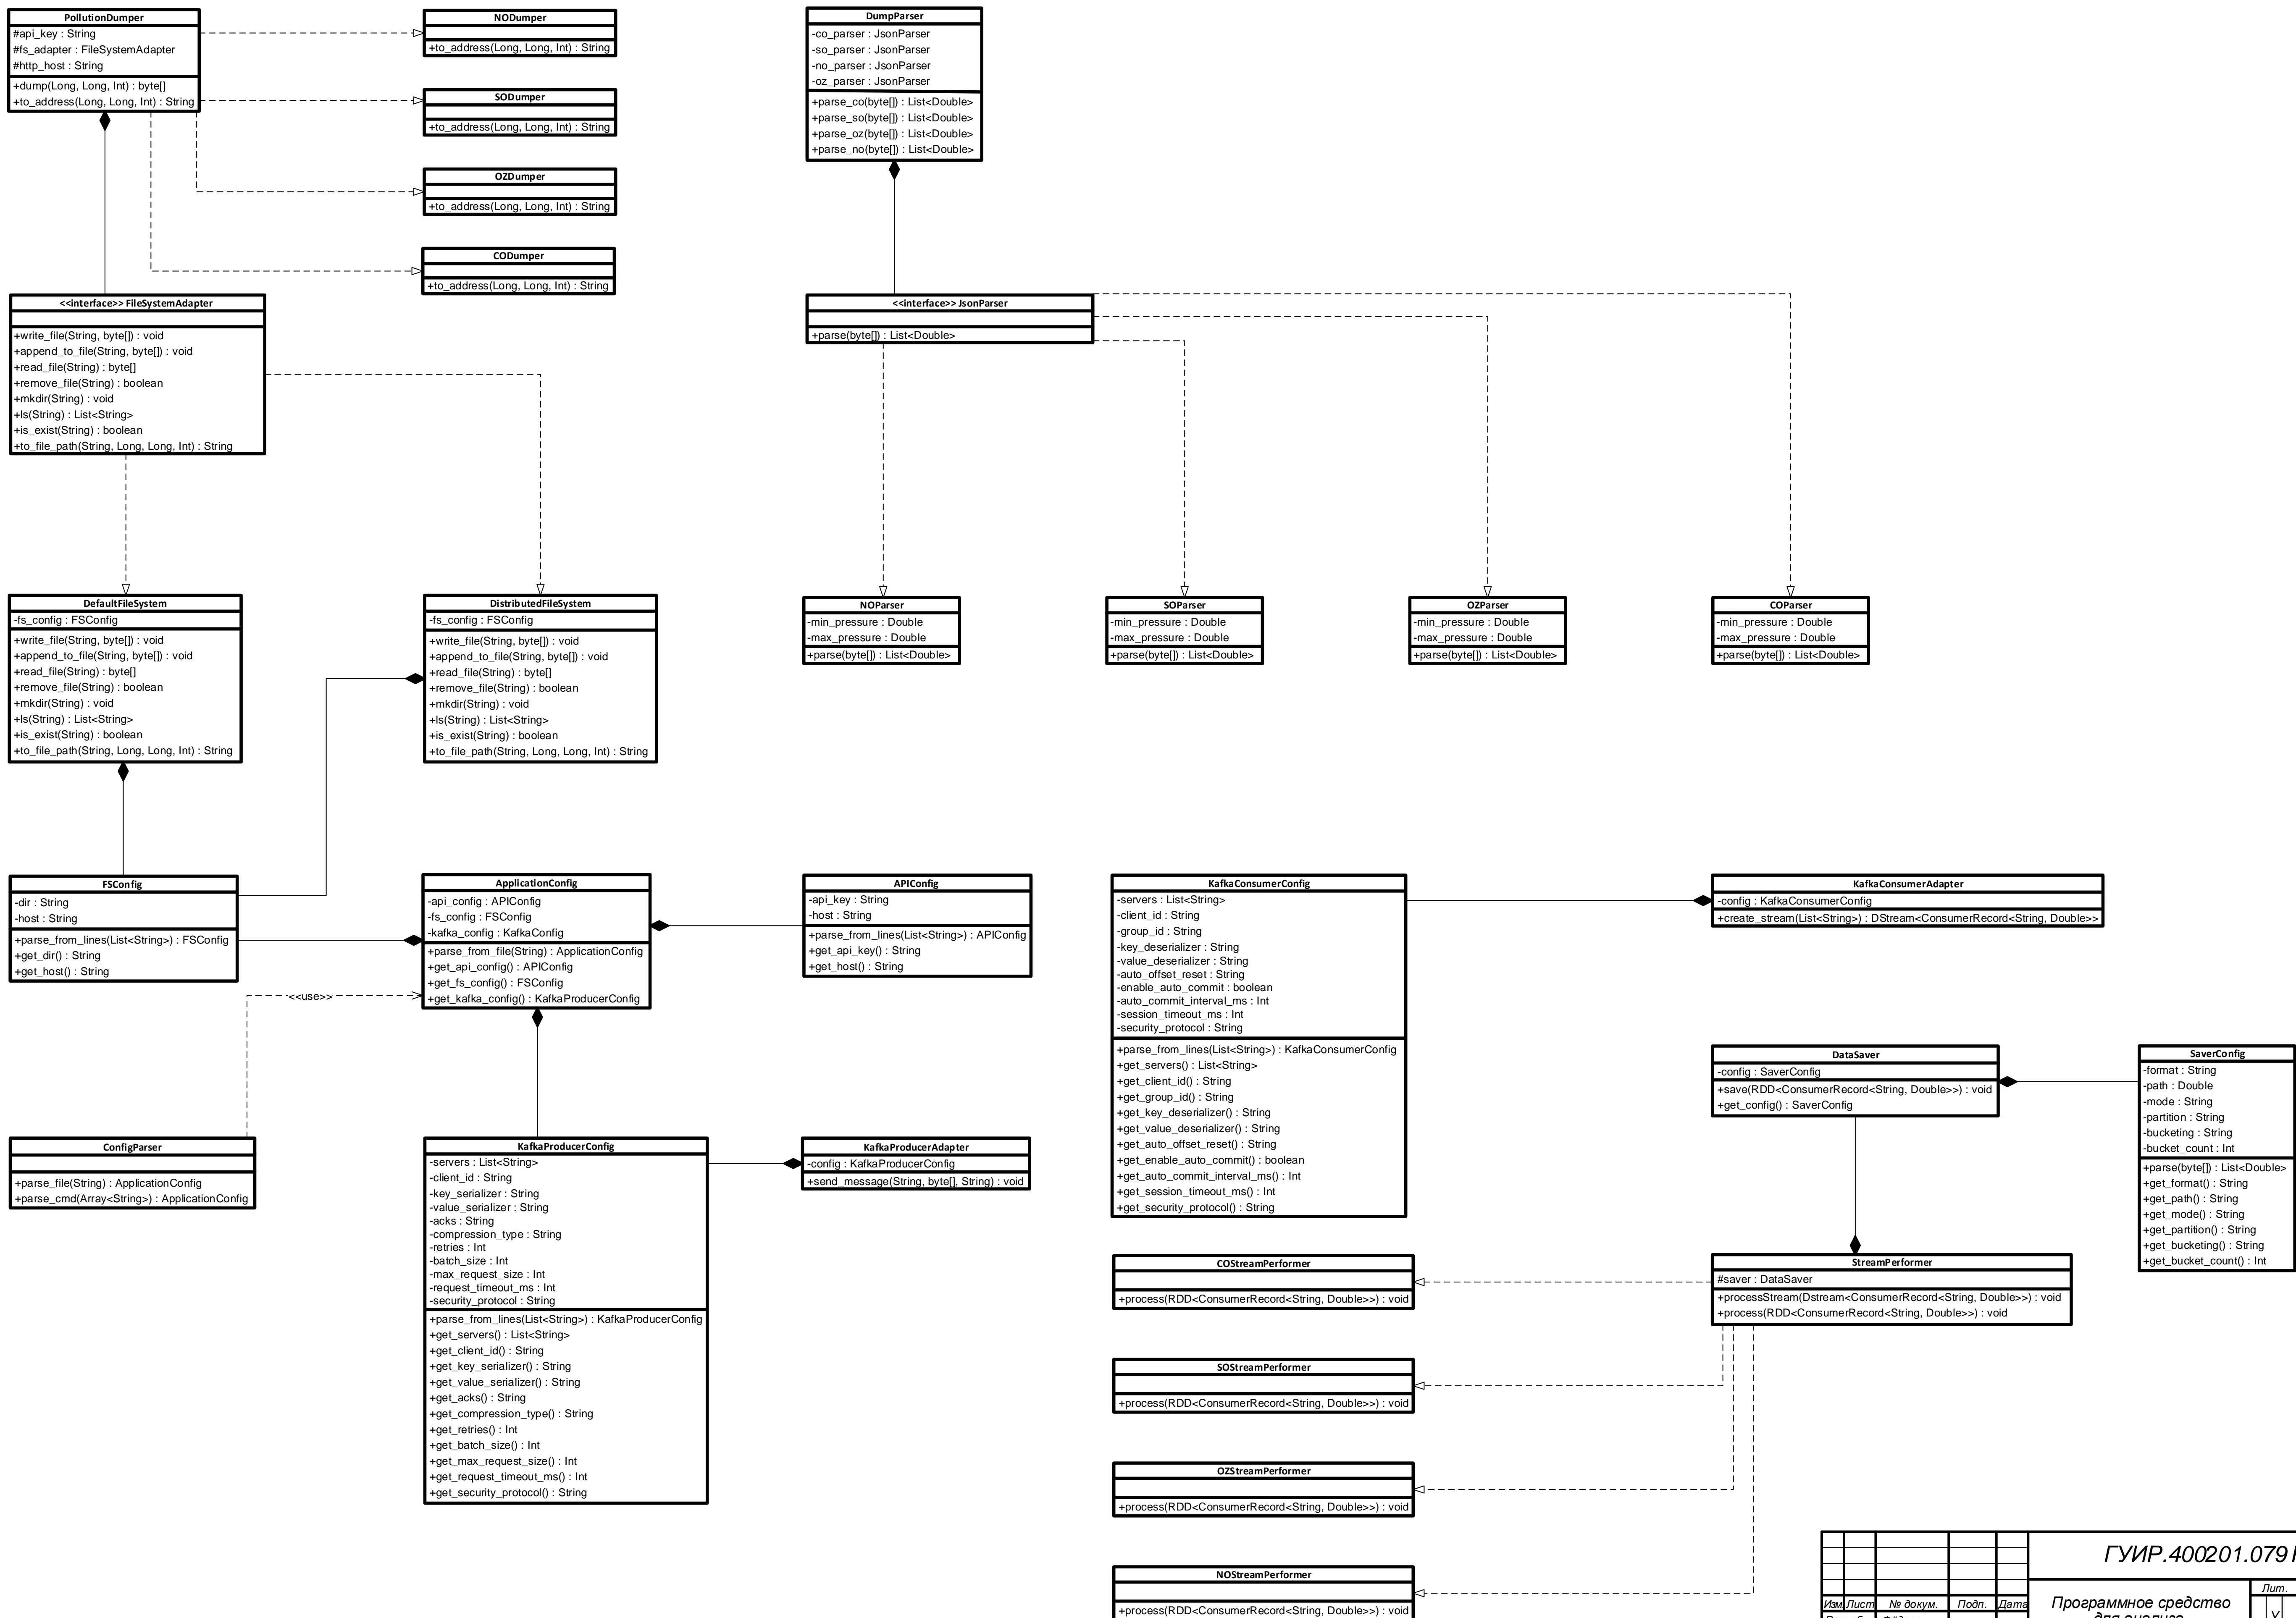 PollutionDumper
#api_key : String
#fs_adapter : FileSystemAdapter
#http_host : String
+dump(Long, Long, Int) : byte[]
+to_address(Long, Long, Int) : String
NODumper
+to_address(Long, Long, Int) : String
SODumper
+to_address(Long, Long, Int) : String
OZDumper
+to_address(Long, Long, Int) : String
CODumper
+to_address(Long, Long, Int) : String
DumpParser
-co_parser : JsonParser
-so_parser : JsonParser
-no_parser : JsonParser
-oz_parser : JsonParser
+parse_co(byte[]) : List<Double>
+parse_so(byte[]) : List<Double>
+parse_oz(byte[]) : List<Double>
+parse_no(byte[]) : List<Double>
<<interface>> FileSystemAdapter
+write_file(String, byte[]) : void
+append_to_file(String, byte[]) : void
+read_file(String) : byte[]
+remove_file(String) : boolean
+mkdir(String) : void
+ls(String) : List<String>
+is_exist(String) : boolean
+to_file_path(String, Long, Long, Int) : String
<<interface>> JsonParser
+parse(byte[]) : List<Double>
DefaultFileSystem
-fs_config : FSConfig
+write_file(String, byte[]) : void
+append_to_file(String, byte[]) : void
+read_file(String) : byte[]
+remove_file(String) : boolean
+mkdir(String) : void
+ls(String) : List<String>
+is_exist(String) : boolean
+to_file_path(String, Long, Long, Int) : String
DistributedFileSystem
-fs_config : FSConfig
+write_file(String, byte[]) : void
+append_to_file(String, byte[]) : void
+read_file(String) : byte[]
+remove_file(String) : boolean
+mkdir(String) : void
+ls(String) : List<String>
+is_exist(String) : boolean
+to_file_path(String, Long, Long, Int) : String
NOParser
-min_pressure : Double
-max_pressure : Double
+parse(byte[]) : List<Double>
SOParser
-min_pressure : Double
-max_pressure : Double
+parse(byte[]) : List<Double>
OZParser
-min_pressure : Double
-max_pressure : Double
+parse(byte[]) : List<Double>
COParser
-min_pressure : Double
-max_pressure : Double
+parse(byte[]) : List<Double>
FSConfig
-dir : String
-host : String
+parse_from_lines(List<String>) : FSConfig
+get_dir() : String
+get_host() : String
ApplicationConfig
-api_config : APIConfig
-fs_config : FSConfig
-kafka_config : KafkaConfig
+parse_from_file(String) : ApplicationConfig
+get_api_config() : APIConfig
+get_fs_config() : FSConfig
+get_kafka_config() : KafkaProducerConfig
APIConfig
-api_key : String
-host : String
+parse_from_lines(List<String>) : APIConfig
+get_api_key() : String
+get_host() : String
<<use>>
KafkaConsumerConfig
-servers : List<String>
-client_id : String
-group_id : String
-key_deserializer : String
-value_deserializer : String
-auto_offset_reset : String
-enable_auto_commit : boolean
-auto_commit_interval_ms : Int
-session_timeout_ms : Int
-security_protocol : String
+parse_from_lines(List<String>) : KafkaConsumerConfig
+get_servers() : List<String>
+get_client_id() : String
+get_group_id() : String
+get_key_deserializer() : String
+get_value_deserializer() : String
+get_auto_offset_reset() : String
+get_enable_auto_commit() : boolean
+get_auto_commit_interval_ms() : Int
+get_session_timeout_ms() : Int
+get_security_protocol() : String
KafkaConsumerAdapter
-config : KafkaConsumerConfig
+create_stream(List<String>) : DStream<ConsumerRecord<String, Double>>
DataSaver
-config : SaverConfig
+save(RDD<ConsumerRecord<String, Double>>) : void
+get_config() : SaverConfig
SaverConfig
-format : String
-path : Double
-mode : String
-partition : String
-bucketing : String
-bucket_count : Int
+parse(byte[]) : List<Double>
+get_format() : String
+get_path() : String
+get_mode() : String
+get_partition() : String
+get_bucketing() : String
+get_bucket_count() : Int
ConfigParser
+parse_file(String) : ApplicationConfig
+parse_cmd(Array<String>) : ApplicationConfig
KafkaProducerConfig
-servers : List<String>
-client_id : String
-key_serializer : String
-value_serializer : String
-acks : String
-compression_type : String
-retries : Int
-batch_size : Int
-max_request_size : Int
-request_timeout_ms : Int
-security_protocol : String
+parse_from_lines(List<String>) : KafkaProducerConfig
+get_servers() : List<String>
+get_client_id() : String
+get_key_serializer() : String
+get_value_serializer() : String
+get_acks() : String
+get_compression_type() : String
+get_retries() : Int
+get_batch_size() : Int
+get_max_request_size() : Int
+get_request_timeout_ms() : Int
+get_security_protocol() : String
KafkaProducerAdapter
-config : KafkaProducerConfig
+send_message(String, byte[], String) : void
COStreamPerformer
+process(RDD<ConsumerRecord<String, Double>>) : void
StreamPerformer
#saver : DataSaver
+processStream(Dstream<ConsumerRecord<String, Double>>) : void
+process(RDD<ConsumerRecord<String, Double>>) : void
SOStreamPerformer
+process(RDD<ConsumerRecord<String, Double>>) : void
OZStreamPerformer
+process(RDD<ConsumerRecord<String, Double>>) : void
NOStreamPerformer
+process(RDD<ConsumerRecord<String, Double>>) : void
ГУИР.400201.079
Лит.
Изм Лист № докум. Подп. Дата
Программное средство
для анализа
У